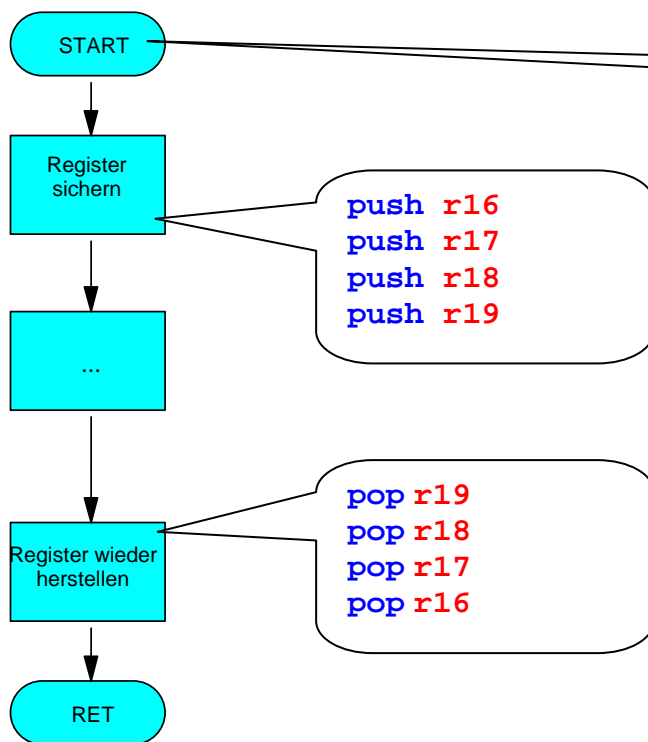 START
Register
sichern
push r16
push r17
push r18
push r19
...
pop r19
pop r18
pop r17
pop r16
Register wieder
herstellen
RET